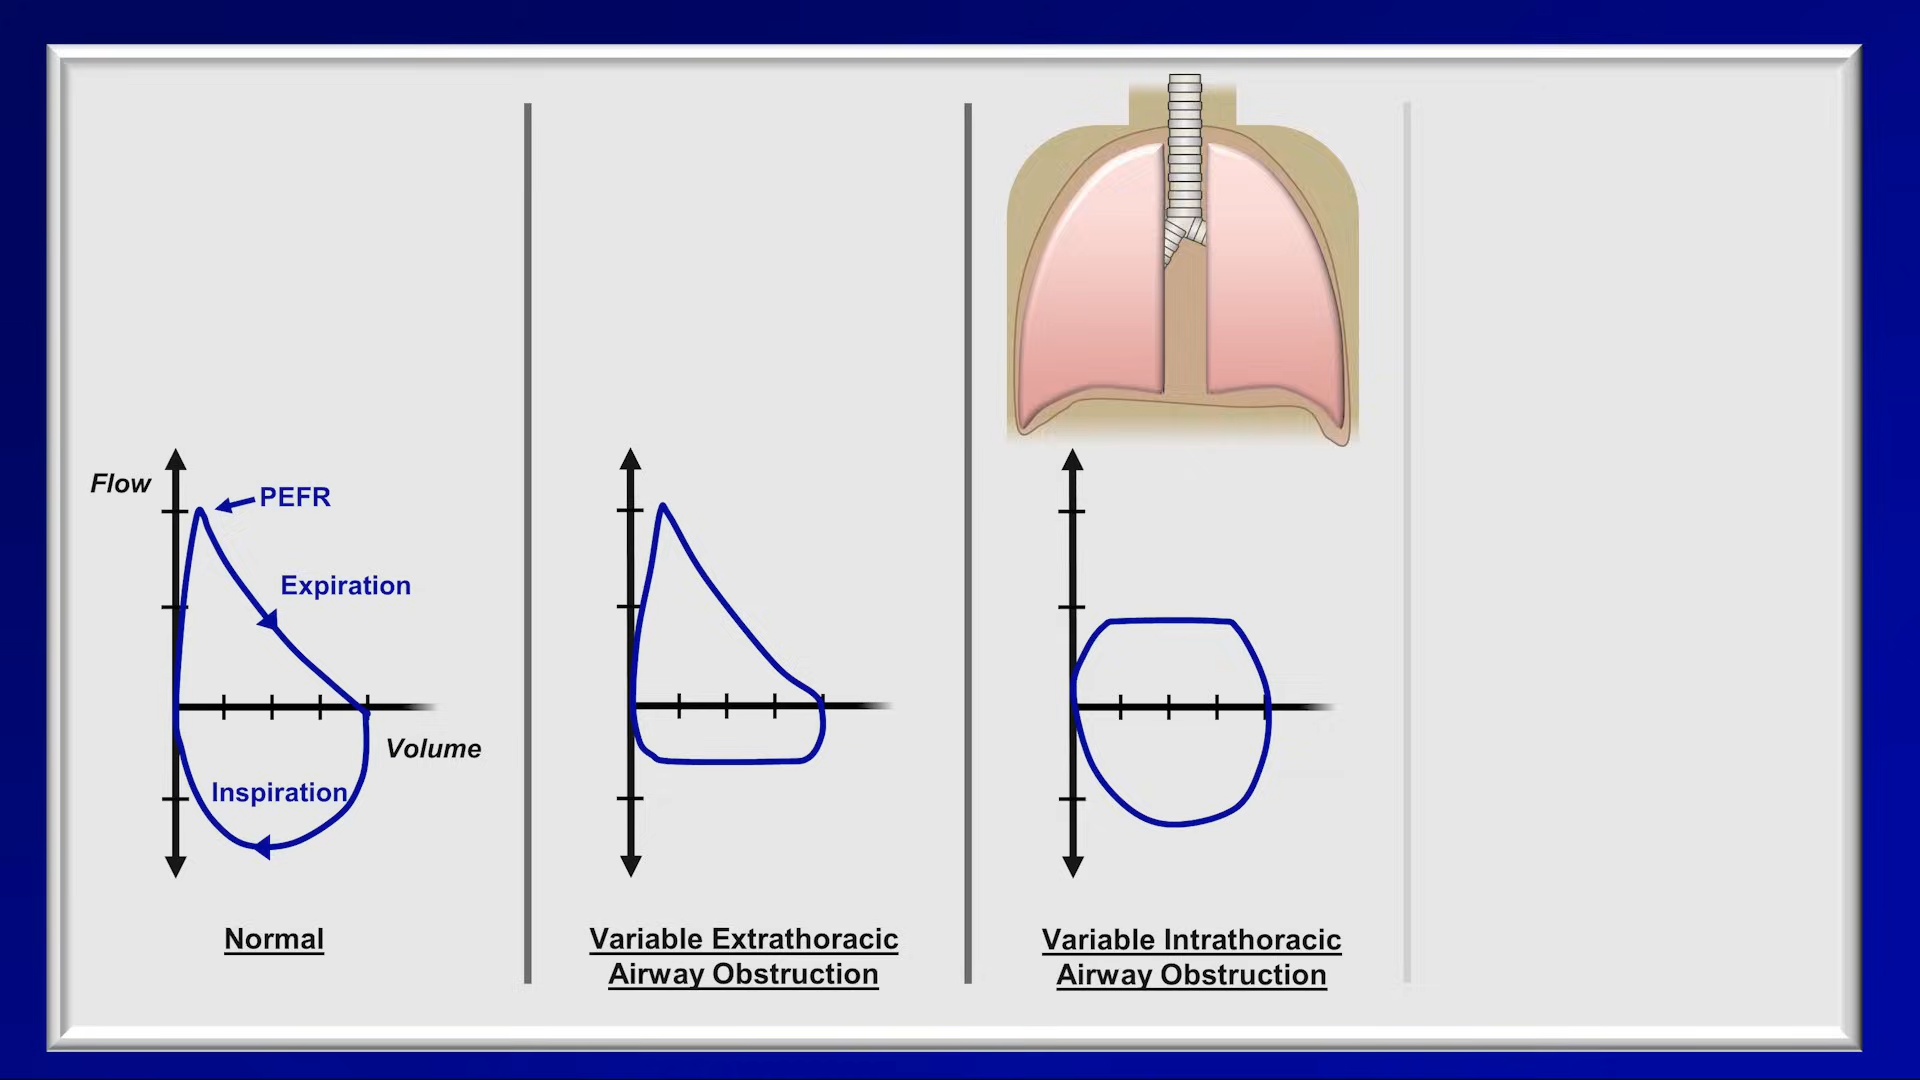 Flow
PEFR
Expiration
Volume
Inspiration
Normal
Variable Extrathoracic
Airway Obstruction
Variable Intrathoracic
Airway Obstruction